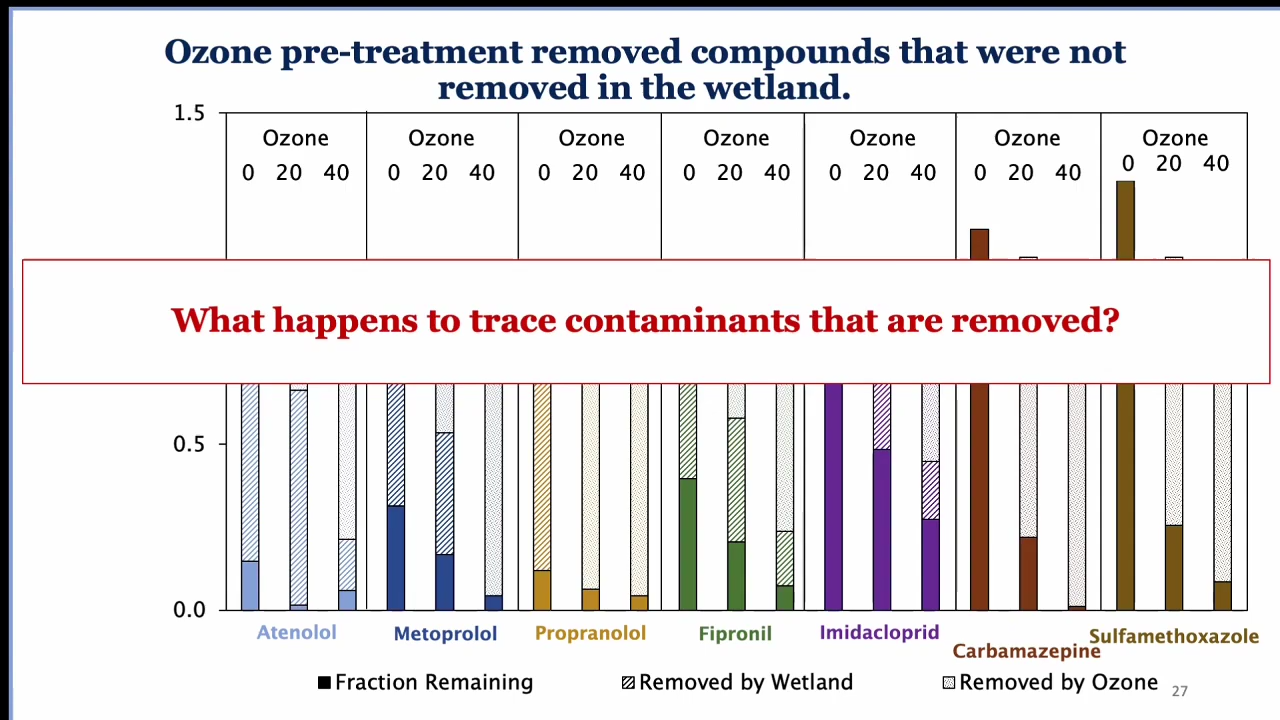 Ozone pre-treatment removed compounds that were not
removed in the wetland.
1.5
Ozone Ozone Ozone Ozone Ozone Ozone Ozone
0 20 40 0 20 40 0 20 40 0 20 40 0 20 40 0 20 40 0 20 40
What happens to trace contaminants that are removed?
0.5
0.0
Atenolol Metoprolol Propranolol Fipronil Imidacloprid Carbamazepine Sulfamethoxazole
Fraction Remaining Removed by Wetland Removed by Ozone
27